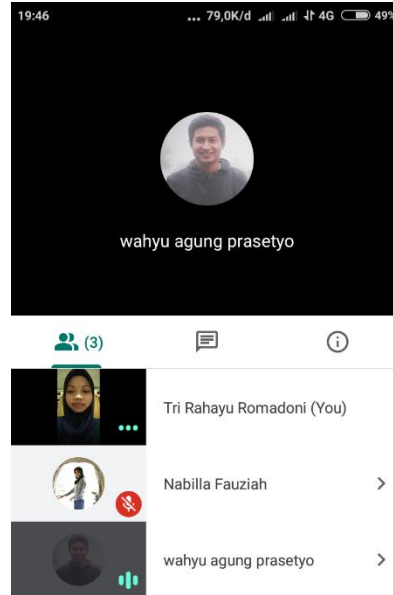 19:46
... 79,0K/d 4G 49%
wahyu agung prasetyo
(3)
Tri Rahayu Romadoni (You)
Nabilla Fauziah
wahyu agung prasetyo